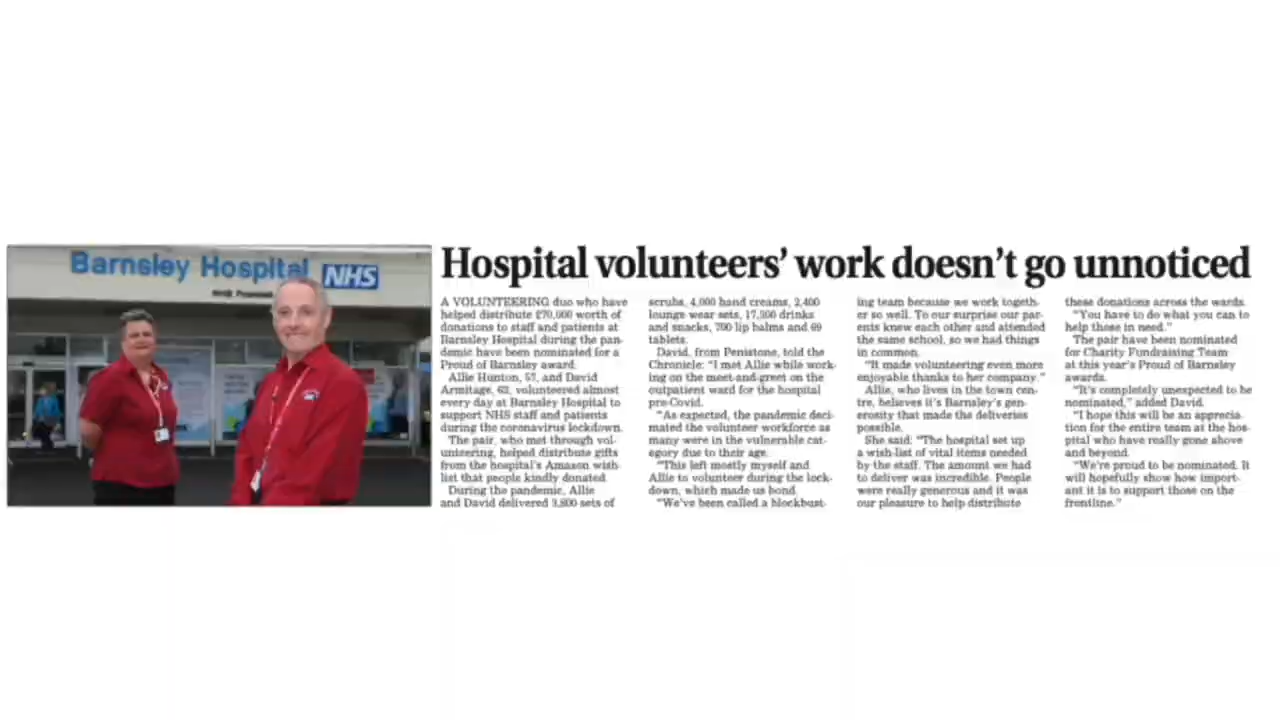 Barnsley Hospital NHS
Hospital volunteers' work doesn't go unnoticed
A VOLUNTEERING duo who have
helped distribute £70,000 worth of
donations to staff and patients at
Barnsley Hospital during the pan-
demic have been nominated for a
Proud of Barnsley award.
Allie Hunton, 57, and David
Armitage, 63, volunteered almost
every day at Barnsley Hospital to
support NHS staff and patients
during the coronavirus lockdown.
The pair, who met through vol-
unteering, helped distribute gifts
from the hospital's Amazon wish-
list that people kindly donated.
During the pandemic, Allie
and David delivered sets of
scrubs, 4,000 hand creams, 2,400
lounge wear sets, drinks
and snacks, 700 lip balms and
tablets.
David, from Penistone, told the
Chronicle: "I met Allie while work-
ing on the meet-and-greet on the
outpatient ward for the hospital
pre-Covid.
"As expected, the pandemic deci-
mated the volunteer workforce as
many were in the vulnerable cat-
egory due to their age.
"This left mostly myself and
Allie to volunteer during the lock-
down, which made us bond.
"We've been called a blockbust-
ing team because we work togeth-
er so well. To our surprise our par-
ents knew each other and attended
the same school, so we had things
in common.
"It made volunteering even more
enjoyable thanks to her company."
Allie, who lives in the town cen-
tre, believes it's Barnsley's gen-
erosity that made the deliveries
possible.
She said: "The hospital set up
a wish-list of vital items needed
by the staff. The amount we had
to deliver was incredible. People
were really generous and it was
our pleasure to help distribute
these donations across the wards.
"You have to do what you can to
help those in need."
The pair have been nominated
for Charity Fundraising Team
at this year's Proud of Barnsley
awards.
"It's completely unexpected to be
nominated," added David.
"I hope this will be an apprecia-
tion for the entire team at the hos-
pital who have really gone above
and beyond.
"We're proud to be nominated. It
will hopefully show how import-
ant it is to support those on the
frontline."